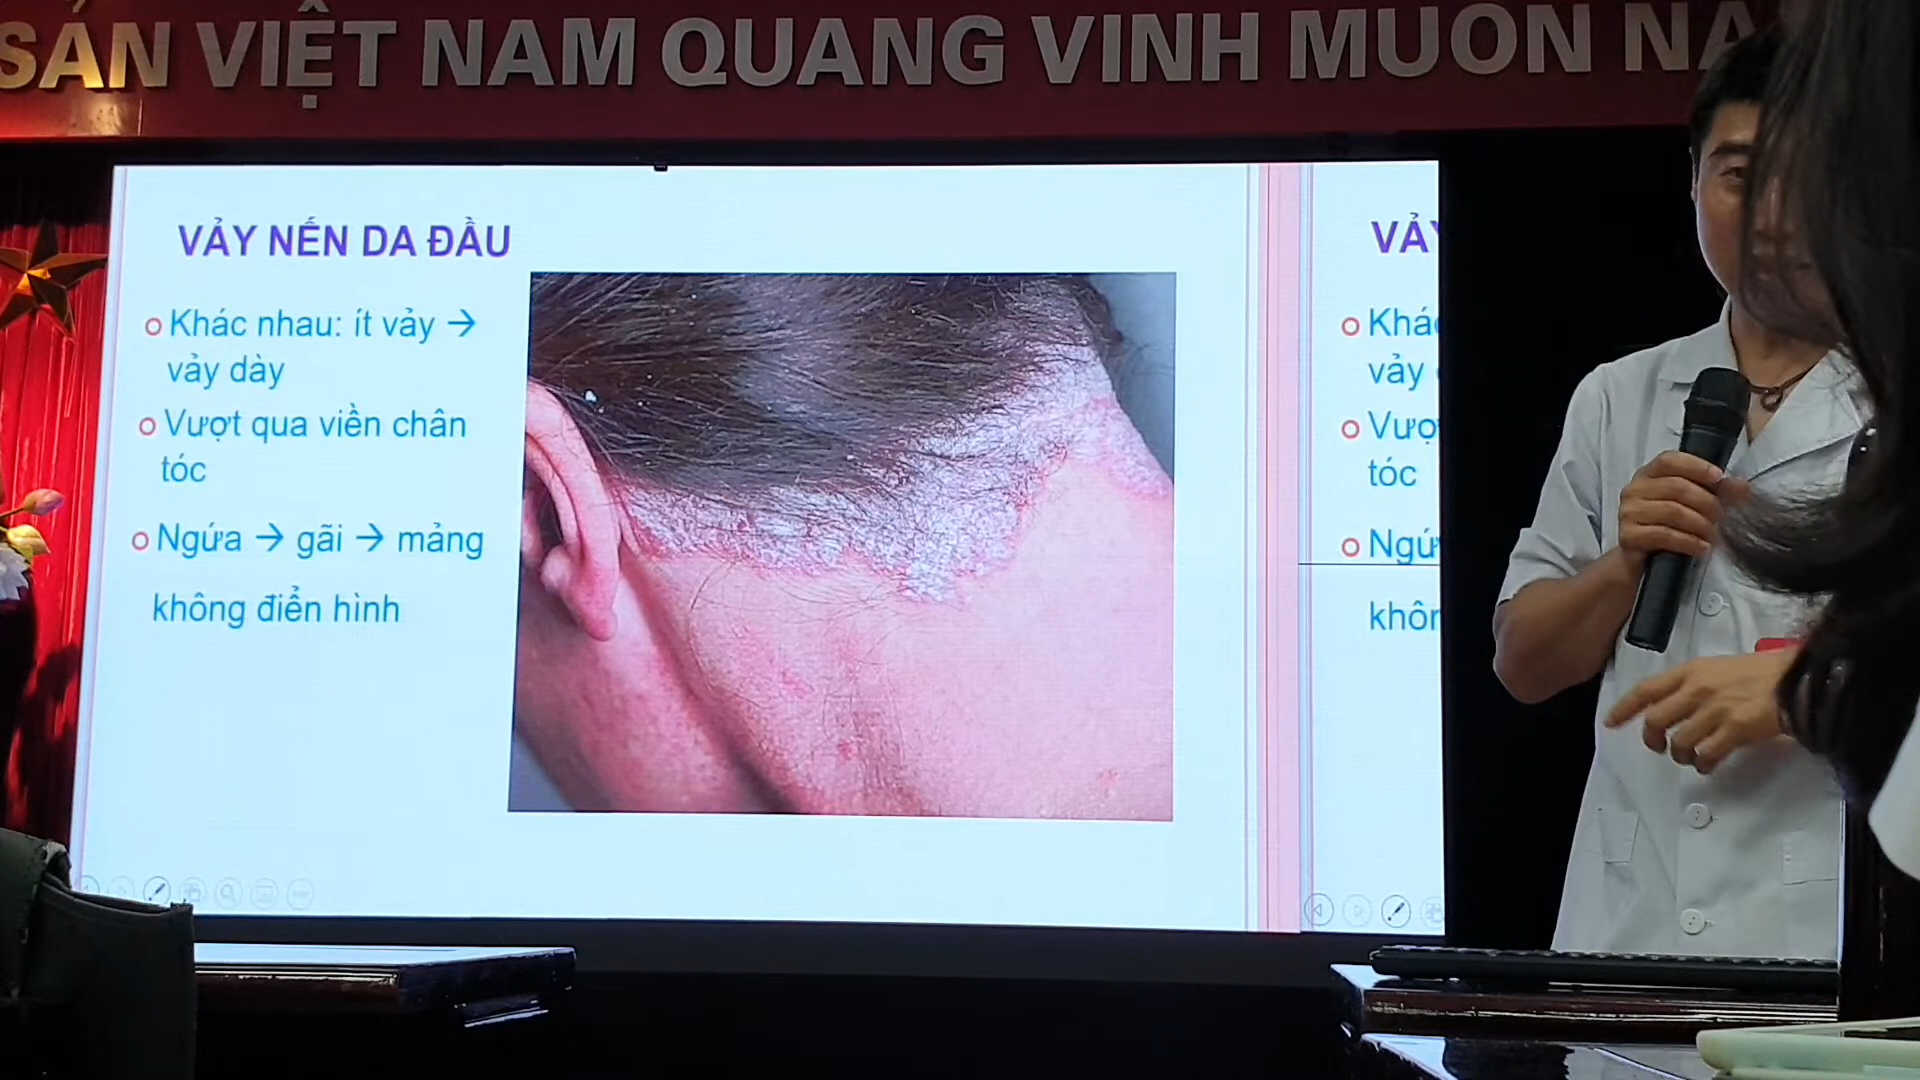 SẢN VIỆT NAM QUANG VINH MUÔN NĂ
VẢY NẾN DA ĐẦU
Khác nhau: ít vảy →
vảy dày
Vượt qua viền chân
tóc
Ngứa → gãi → mảng
không điển hình
VẢY
Khác
vảy
Vượ
tóc
Ngứ
khôn